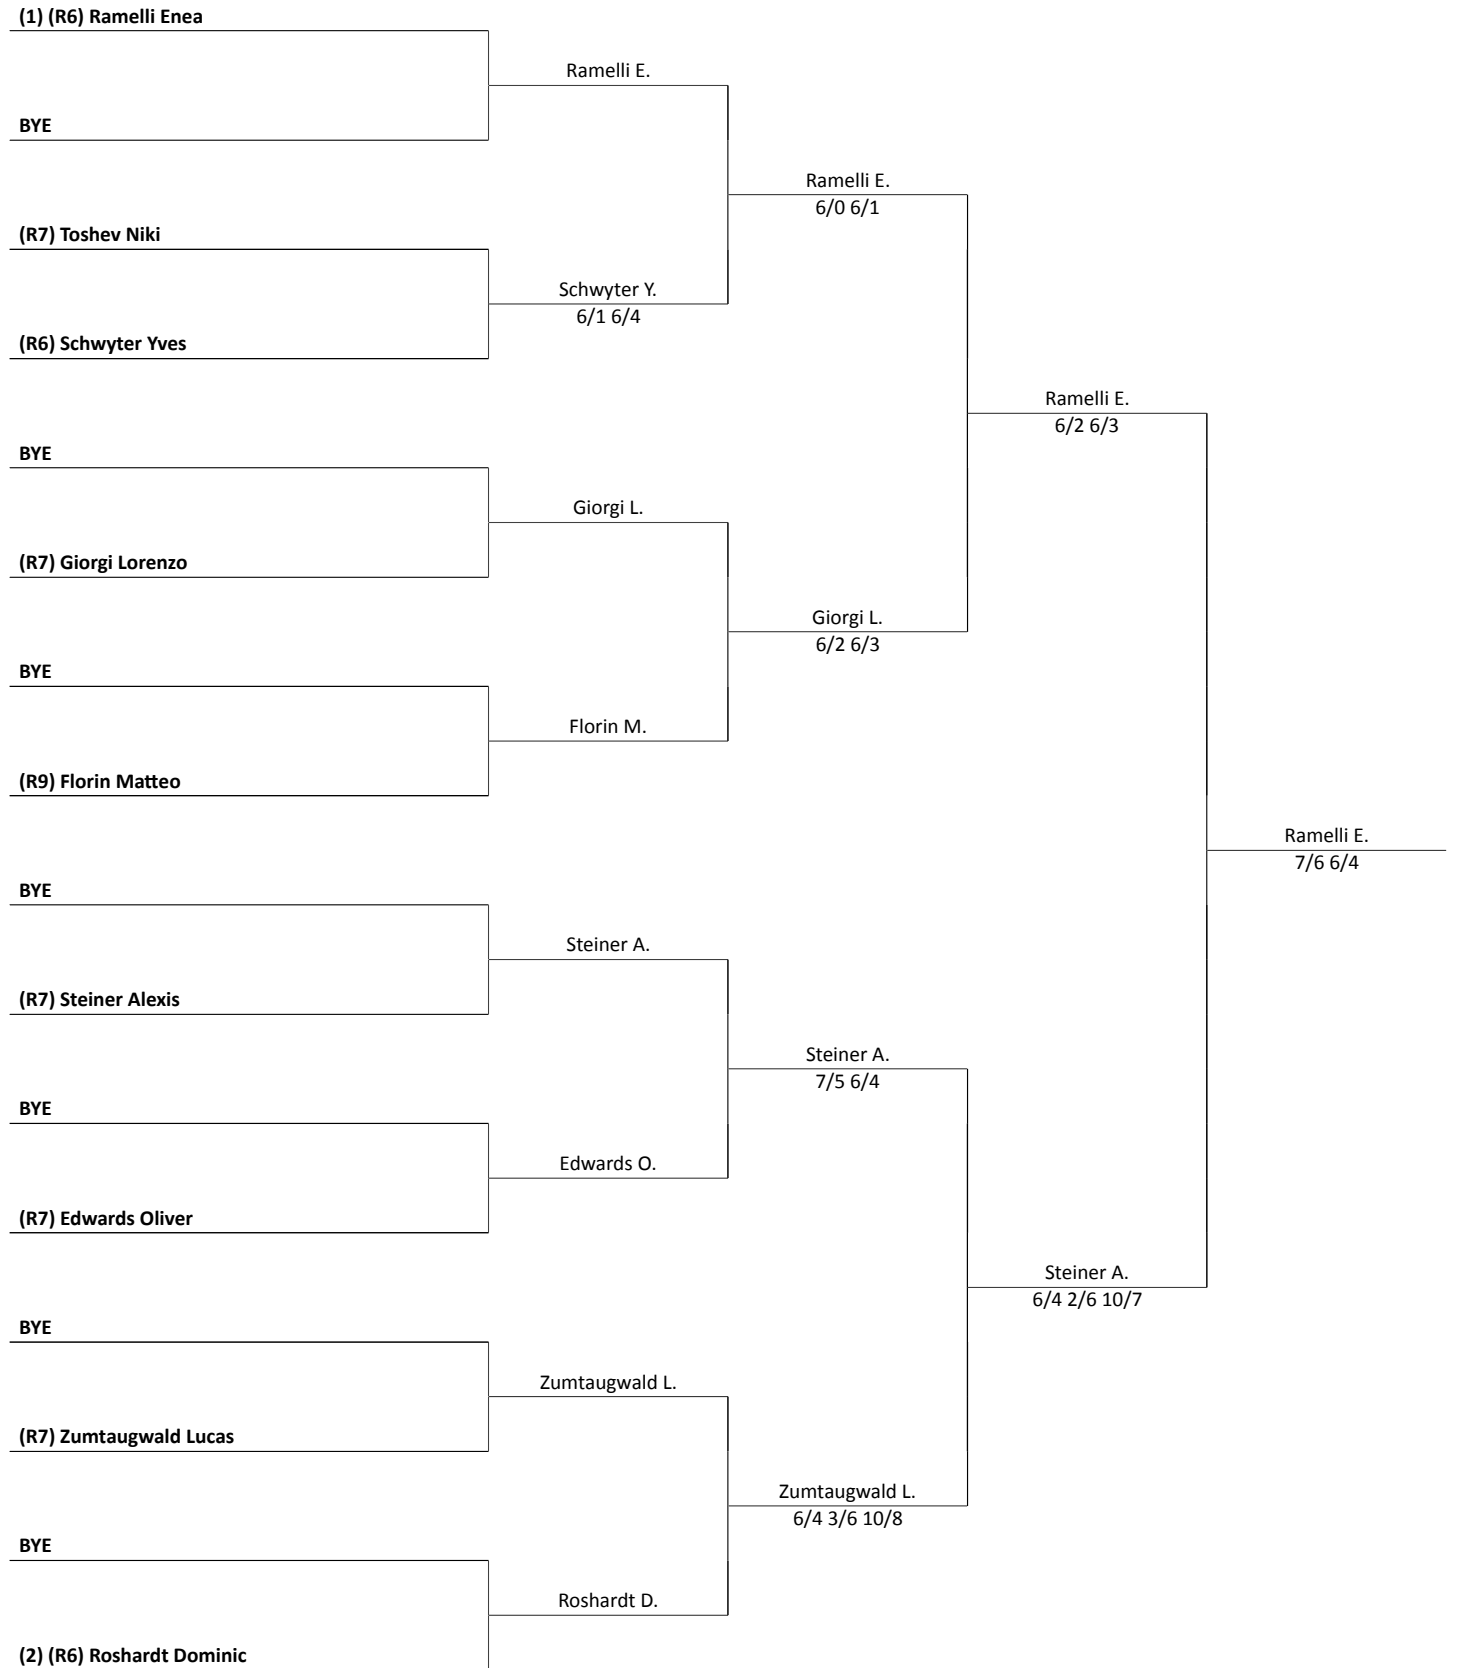 (1) (R6) Ramelli Enea
Ramelli E.
BYE
Ramelli E.
6/0 6/1
(R7) Toshev Niki
Schwyter Y.
6/1 6/4
(R6) Schwyter Yves
Ramelli E.
6/2 6/3
BYE
Giorgi L.
(R7) Giorgi Lorenzo
Giorgi L.
6/2 6/3
BYE
Florin M.
(R9) Florin Matteo
Ramelli E.
7/6 6/4
BYE
Steiner A.
(R7) Steiner Alexis
Steiner A.
7/5 6/4
BYE
Edwards O.
(R7) Edwards Oliver
Steiner A.
6/4 2/6 10/7
BYE
Zumtaugwald L.
(R7) Zumtaugwald Lucas
Zumtaugwald L.
6/4 3/6 10/8
BYE
Roshardt D.
(2) (R6) Roshardt Dominic